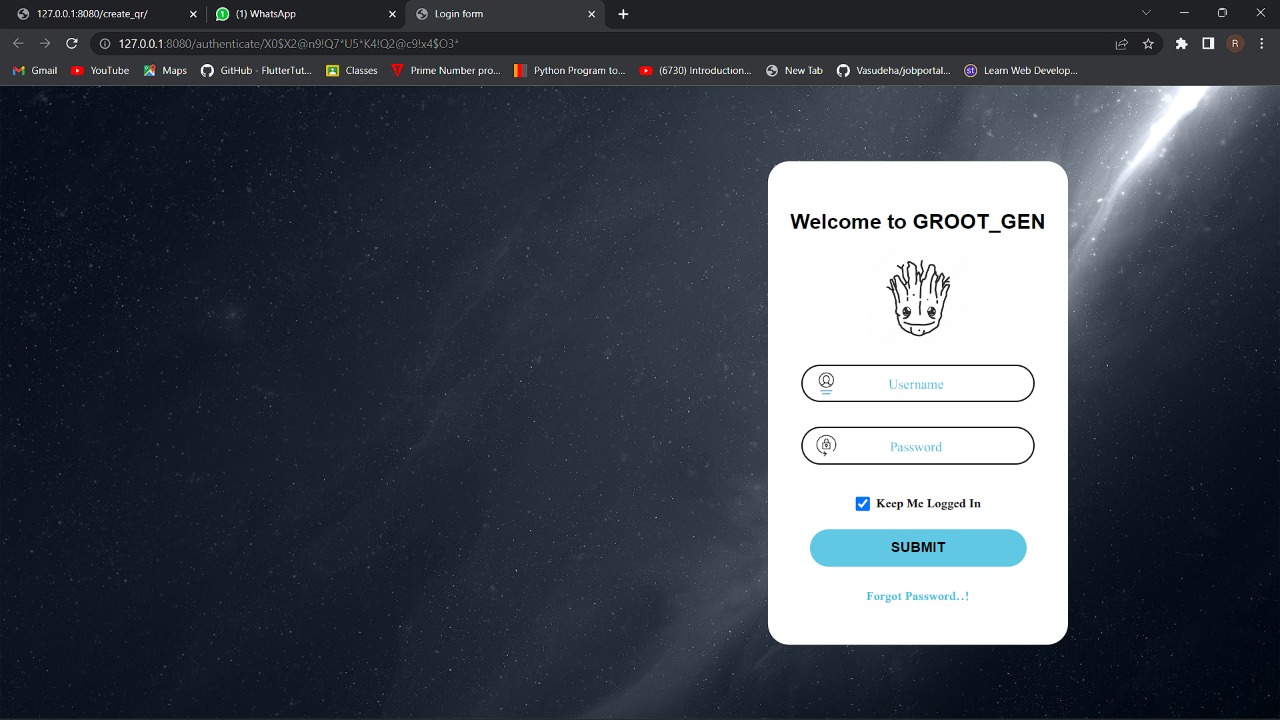 127.0.0.1:8080/create_qr/
(1) WhatsApp
Login form
127.0.0.1:8080/authenticate/X0$X2@n9!Q7*U5*K4!Q2@c9!x4$O3*
R
Gmail
YouTube
Maps
GitHub - FlutterTut...
Classes
Prime Number pro...
Python Program to...
(6730) Introduction...
New Tab
Vasudeha/jobportal...
st
Learn Web Develop...
Welcome to GROOT_GEN
Username
Password
Keep Me Logged In
SUBMIT
Forgot Password..!